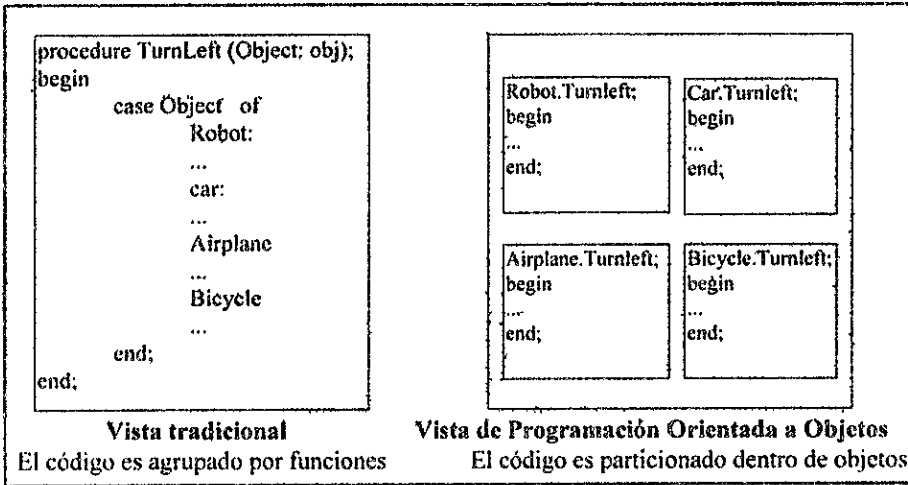 procedure TurnLeft (Object: obj);
begin
case Object of
Robot:
...
car:
...
Airplane
...
Bicycle
...
end;
end;
Vista tradicional
El código es agrupado por funciones
Robot.Turnleft;
begin
...
end;
Car.Turnleft;
begin
...
end;
Airplane.Turnleft;
begin
...
end;
Bicycle.Turnleft;
begin
...
end;
Vista de Programación Orientada a Objetos
El código es particionado dentro de objetos